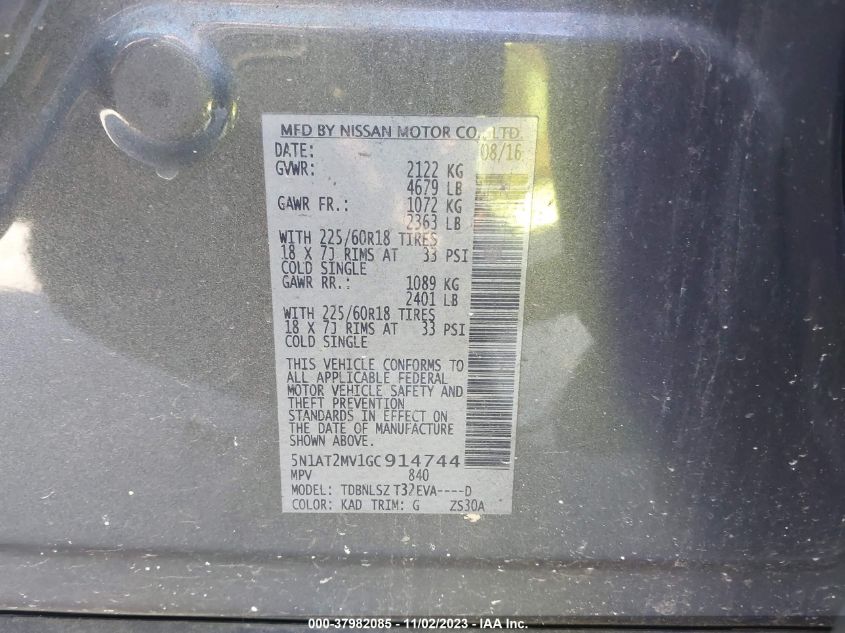 MFD BY NISSAN MOTOR CO., LTD.
DATE: 08/16
GVWR: 2122 KG
4679 LB
GAWR FR.: 1072 KG
2363 LB
WITH 225/60R18 TIRES
18 X 7J RIMS AT 33 PSI
COLD SINGLE
GAWR RR.: 1089 KG
2401 LB
WITH 225/60R18 TIRES
18 X 7J RIMS AT 33 PSI
COLD SINGLE
THIS VEHICLE CONFORMS TO
ALL APPLICABLE FEDERAL
MOTOR VEHICLE SAFETY AND
THEFT PREVENTION
STANDARDS IN EFFECT ON
THE DATE OF MANUFACTURE
SHOWN ABOVE.
5N1AT2MV1GC914744
MPV 840
MODEL: TDBNLSZ T32EVA----D
COLOR: KAD TRIM: G ZS30A
000-37982085 - 11/02/2023 - IAA Inc.